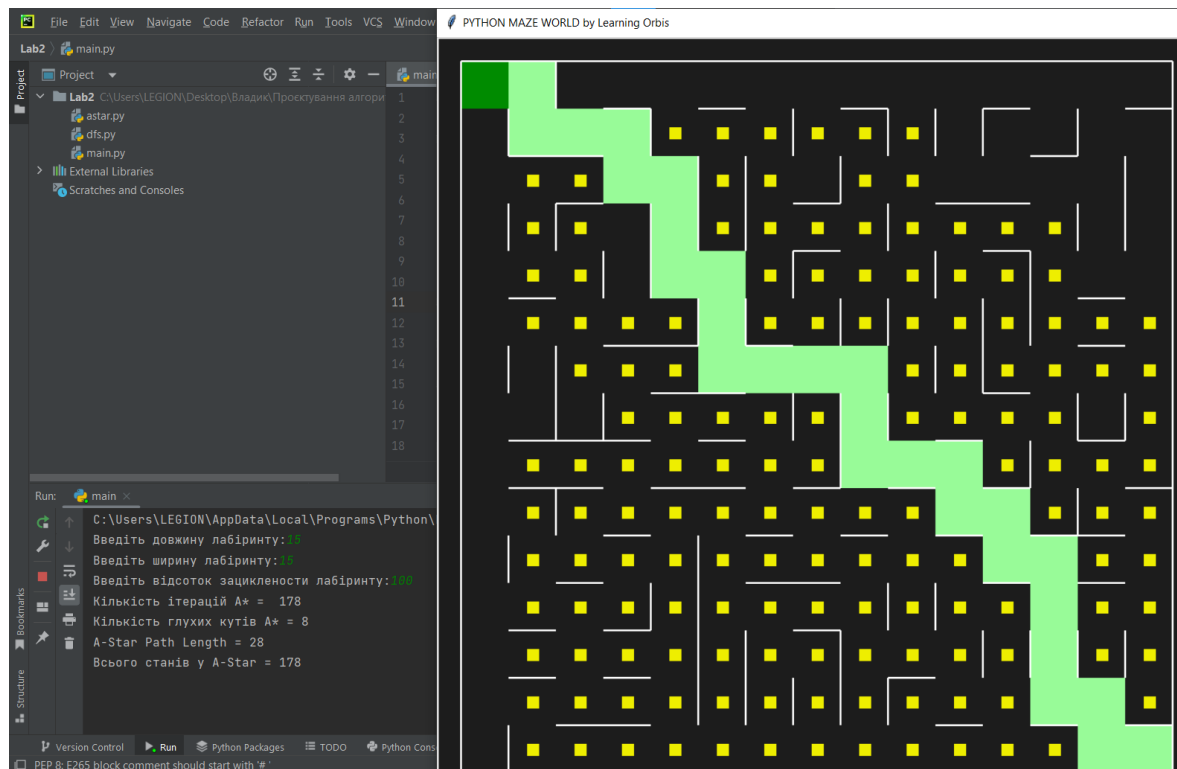 PC File Edit View Navigate Code Refactor Run Tools VCS Window
PYTHON MAZE WORLD by Learning Orbis
Lab2 main.py
Project
Project
main
Lab2 C:\Users\LEGION\Desktop\Владик\Проєктування алгори
astar.py
dfs.py
main.py
External Libraries
Scratches and Consoles
1
2
3
4
5
6
7
8
9
10
11
12
13
14
15
16
17
18
Run: main
C:\Users\LEGION\AppData\Local\Programs\Python\
Введіть довжину лабіринту:15
Введіть ширину лабіринту:15
Введіть відсоток зациклености лабіринту:100
Кількість ітерацій A* = 178
Кількість глухих кутів A* = 8
A-Star Path Length = 28
Всього станів у A-Star = 178
Bookmarks
Structure
Version Control Run Python Packages TODO Python Cons
PEP 8: E265 block comment should start with '# '